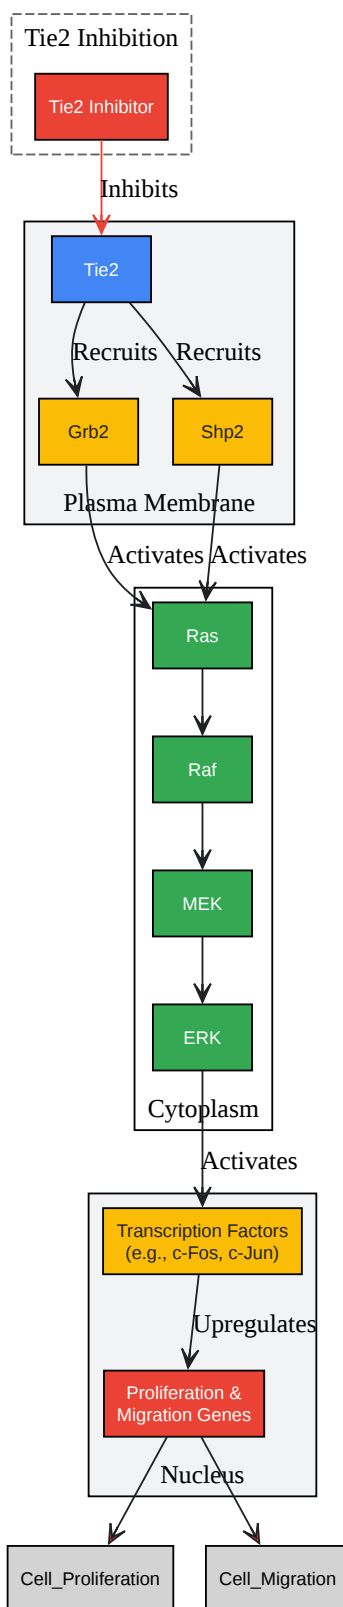 Tie2 Inhibition
Tie2 Inhibitor
Inhibits
Tie2
Recruits
Recruits
Grb2
Shp2
Plasma Membrane
Activates
Activates
Ras
Raf
MEK
ERK
Cytoplasm
Activates
Transcription Factors
(e.g., c-Fos, c-Jun)
Upregulates
Proliferation &
Migration Genes
Nucleus
Cell_Proliferation
Cell_Migration